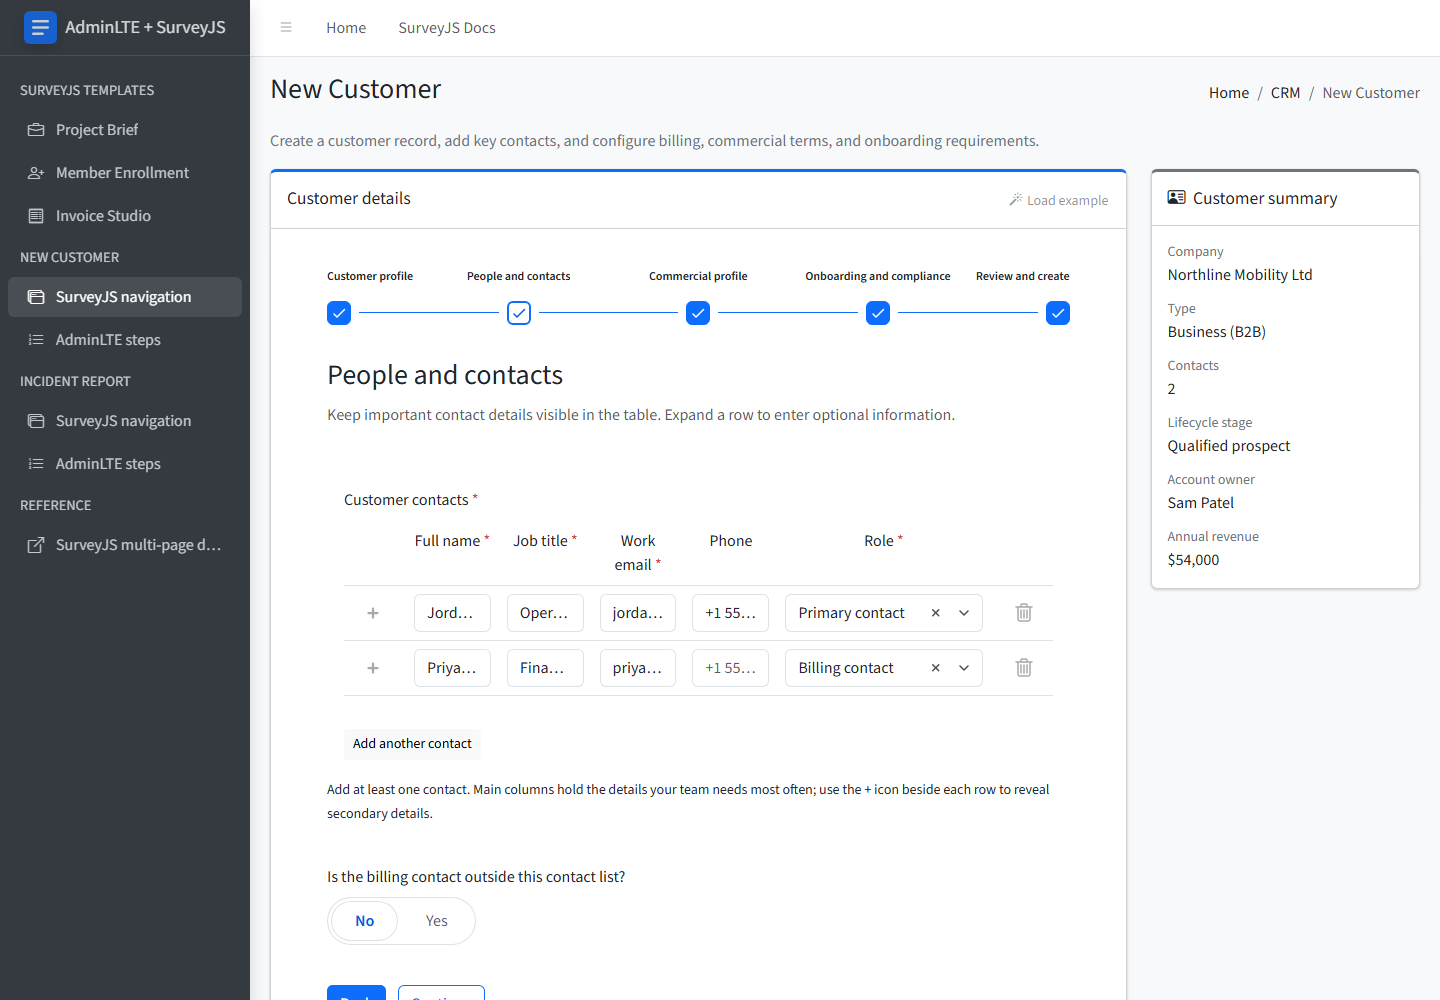 AdminLTE + SurveyJS
Home
SurveyJS Docs
SURVEYJS TEMPLATES
Project Brief
Member Enrollment
Invoice Studio
NEW CUSTOMER
SurveyJS navigation
AdminLTE steps
INCIDENT REPORT
SurveyJS navigation
AdminLTE steps
REFERENCE
SurveyJS multi-page d…
New Customer
Home / CRM / New Customer
Create a customer record, add key contacts, and configure billing, commercial terms, and onboarding requirements.
Customer details
Load example
Customer profile
People and contacts
Commercial profile
Onboarding and compliance
Review and create
People and contacts
Keep important contact details visible in the table. Expand a row to enter optional information.
Customer contacts *
Full name *
Job title *
Work
email *
Phone
Role *
Jord…
Oper…
jorda…
+1 55…
Primary contact
Priya…
Fina…
priya…
+1 55…
Billing contact
Add another contact
Add at least one contact. Main columns hold the details your team needs most often; use the + icon beside each row to reveal
secondary details.
Is the billing contact outside this contact list?
No
Yes
Customer summary
Company
Northline Mobility Ltd
Type
Business (B2B)
Contacts
2
Lifecycle stage
Qualified prospect
Account owner
Sam Patel
Annual revenue
$54,000